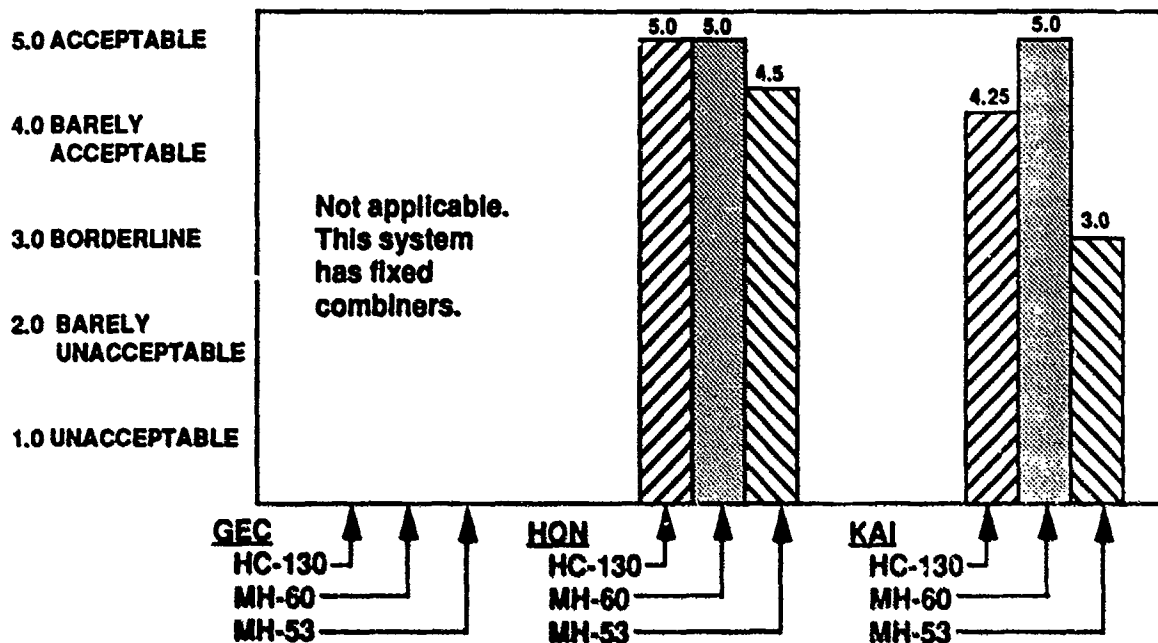 5.0 ACCEPTABLE
4.0 BARELY
ACCEPTABLE
3.0 BORDERLINE
2.0 BARELY
UNACCEPTABLE
1.0 UNACCEPTABLE
Not applicable.
This system
has fixed
combiners.
5.0 5.0
4.5
4.25
5.0
3.0
GEC
HC-130
MH-60
MH-53
HON
HC-130
MH-60
MH-53
KAI
HC-130
MH-60
MH-53